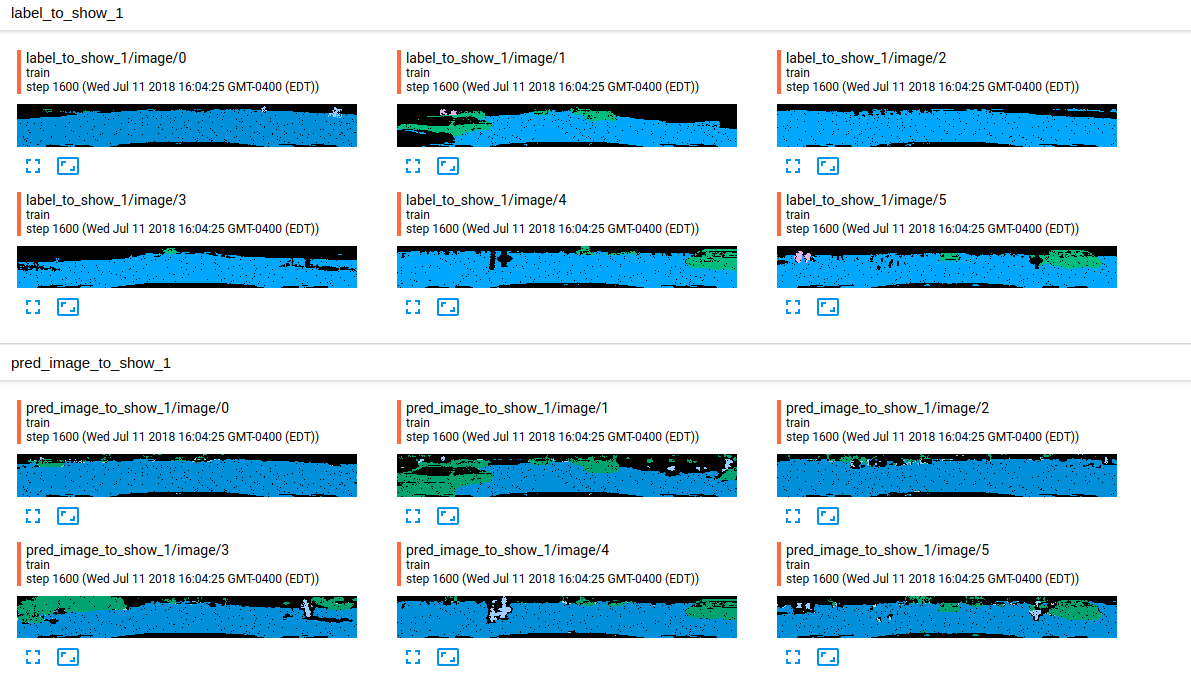 label_to_show_1
label_to_show_1/image/0
train
step 1600 (Wed Jul 11 2018 16:04:25 GMT-0400 (EDT))
label_to_show_1/image/1
train
step 1600 (Wed Jul 11 2018 16:04:25 GMT-0400 (EDT))
label_to_show_1/image/2
train
step 1600 (Wed Jul 11 2018 16:04:25 GMT-0400 (EDT))
label_to_show_1/image/3
train
step 1600 (Wed Jul 11 2018 16:04:25 GMT-0400 (EDT))
label_to_show_1/image/4
train
step 1600 (Wed Jul 11 2018 16:04:25 GMT-0400 (EDT))
label_to_show_1/image/5
train
step 1600 (Wed Jul 11 2018 16:04:25 GMT-0400 (EDT))
pred_image_to_show_1
pred_image_to_show_1/image/0
train
step 1600 (Wed Jul 11 2018 16:04:25 GMT-0400 (EDT))
pred_image_to_show_1/image/1
train
step 1600 (Wed Jul 11 2018 16:04:25 GMT-0400 (EDT))
pred_image_to_show_1/image/2
train
step 1600 (Wed Jul 11 2018 16:04:25 GMT-0400 (EDT))
pred_image_to_show_1/image/3
train
step 1600 (Wed Jul 11 2018 16:04:25 GMT-0400 (EDT))
pred_image_to_show_1/image/4
train
step 1600 (Wed Jul 11 2018 16:04:25 GMT-0400 (EDT))
pred_image_to_show_1/image/5
train
step 1600 (Wed Jul 11 2018 16:04:25 GMT-0400 (EDT))